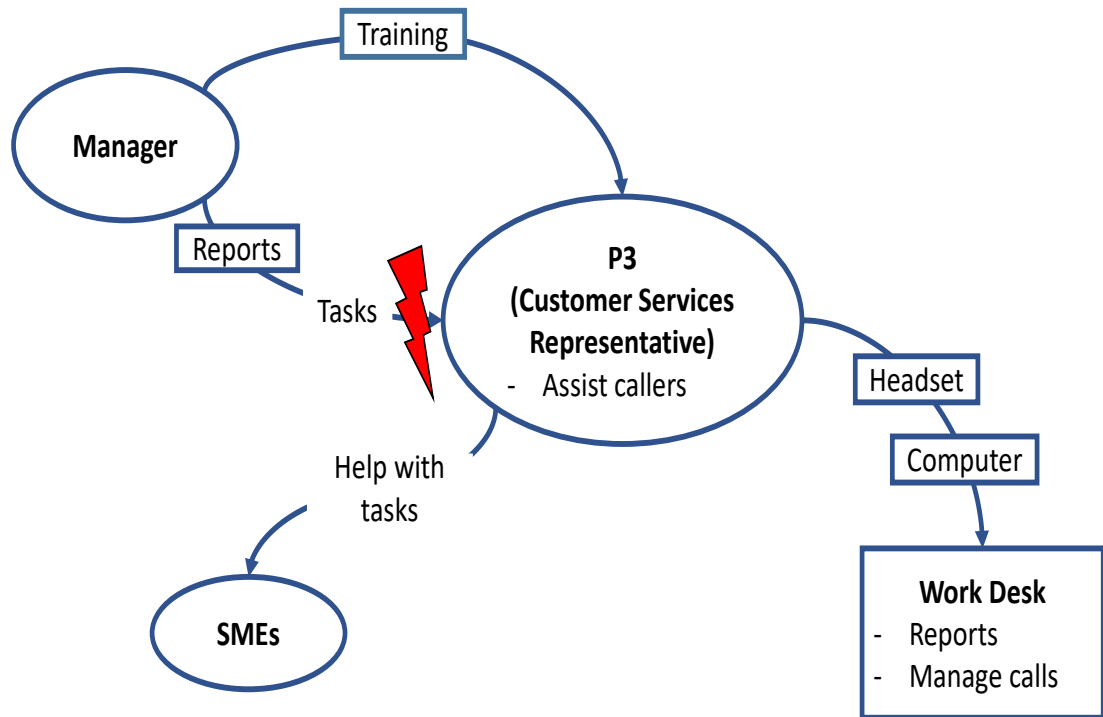 Training
Manager
Reports
Tasks
P3
(Customer Services
Representative)
- Assist callers
Headset
Computer
Help with
tasks
SMEs
Work Desk
- Reports
- Manage calls